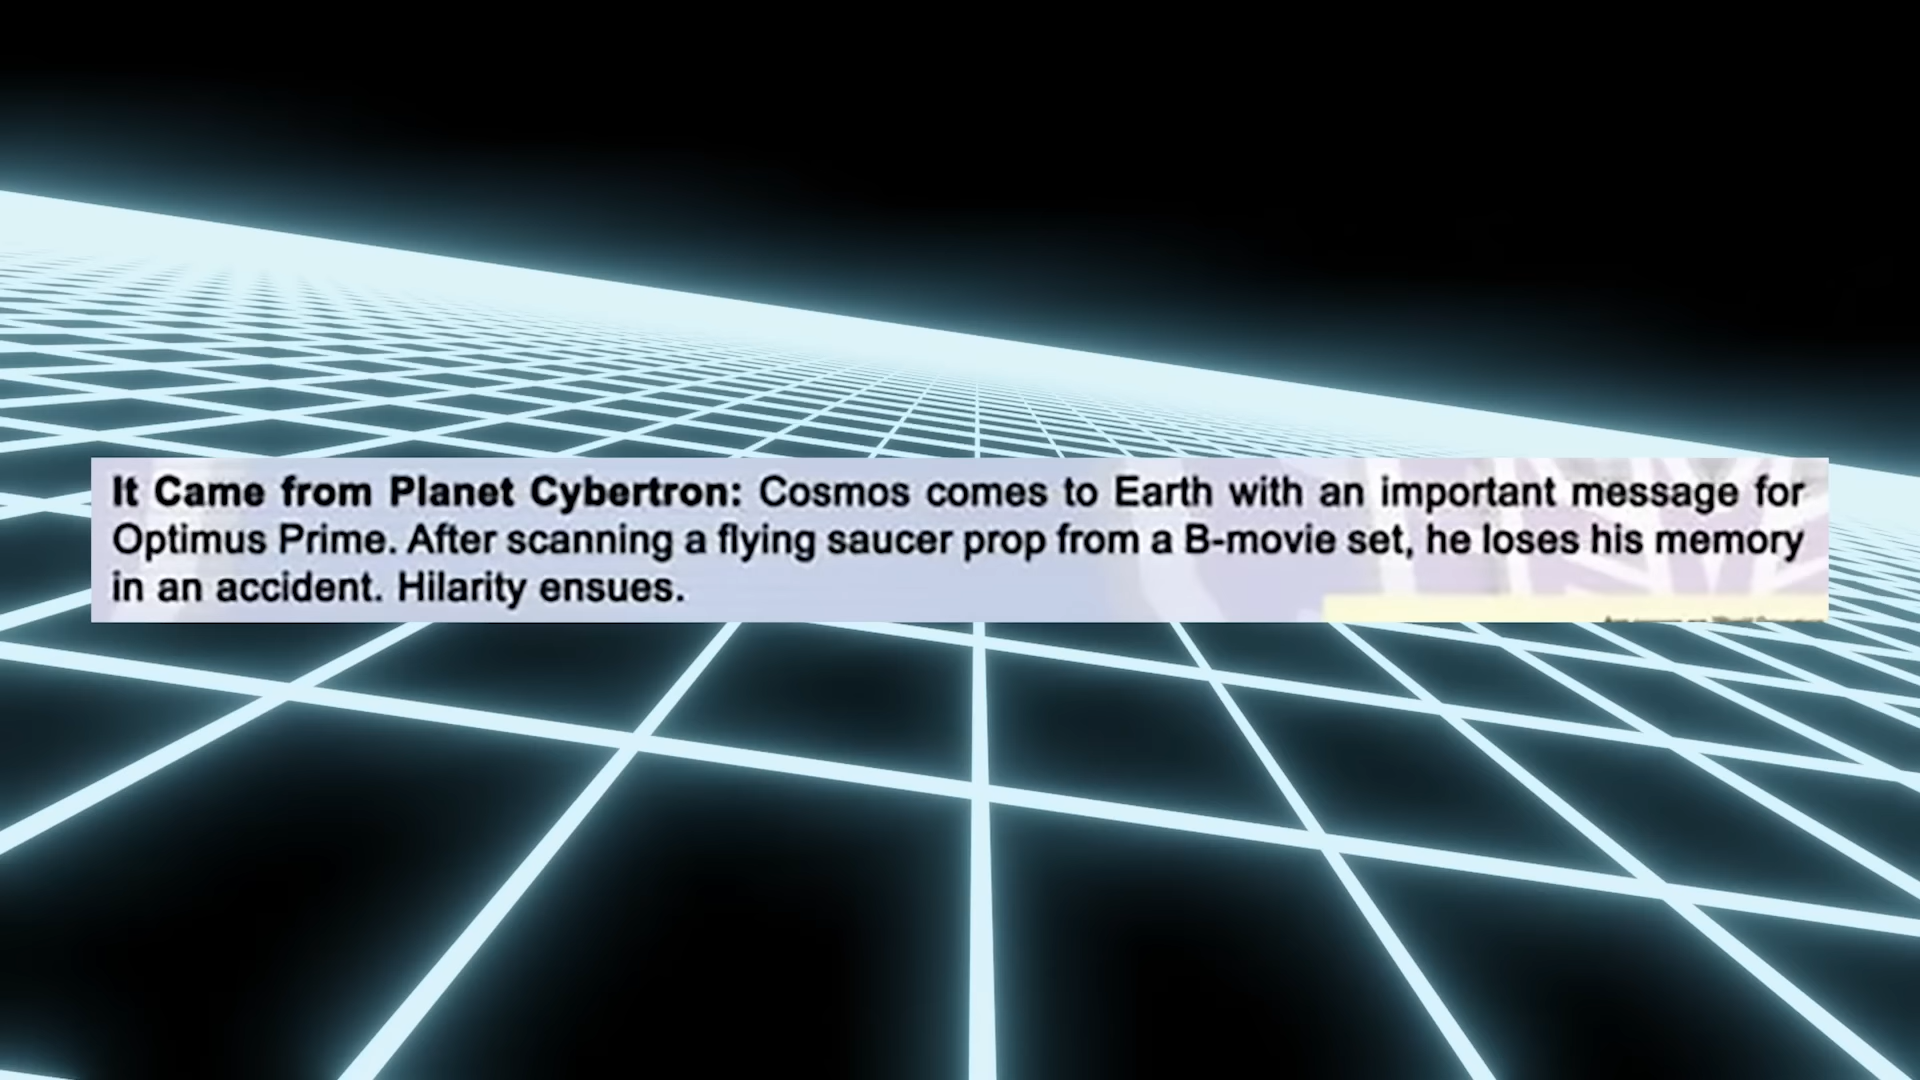 It Came from Planet Cybertron: Cosmos comes to Earth with an important message for
Optimus Prime. After scanning a flying saucer prop from a B-movie set, he loses his memory
in an accident. Hilarity ensues.